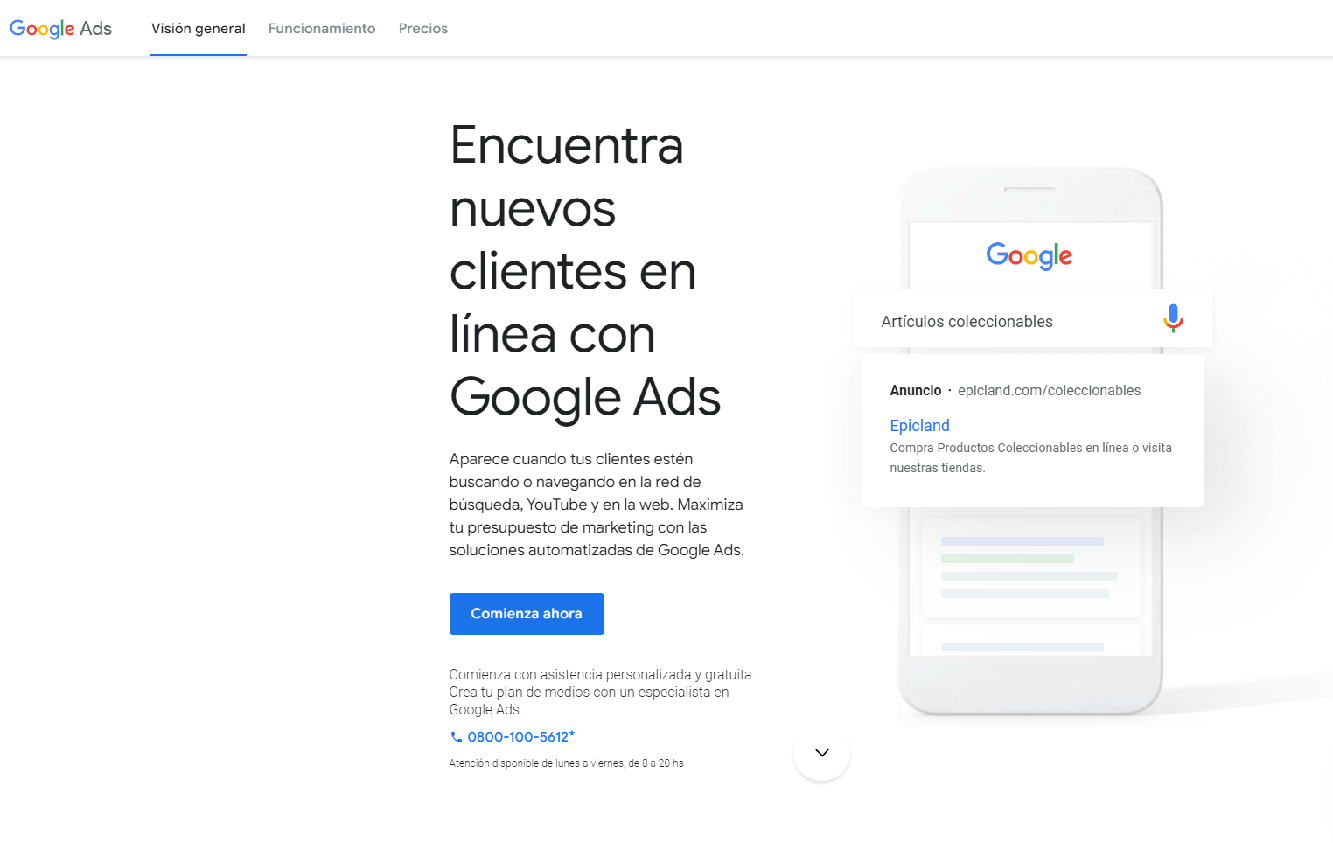 Google Ads
Visión general
Funcionamiento
Precios
Encuentra
nuevos
clientes en
línea con
Google Ads
Aparece cuando tus clientes estén
buscando o navegando en la red de
búsqueda, YouTube y en la web. Maximiza
tu presupuesto de marketing con las
soluciones automatizadas de Google Ads.
Comienza ahora
Comienza con asistencia personalizada y gratuita
Crea tu plan de medios con un especialista en
Google Ads
0800-100-5612*
Atención disponible de lunes a viernes, de 8 a 20 hs
Google
Artículos coleccionables
Anuncio · epicland.com/coleccionables
Epicland
Compra Productos Coleccionables en línea o visita
nuestras tiendas.